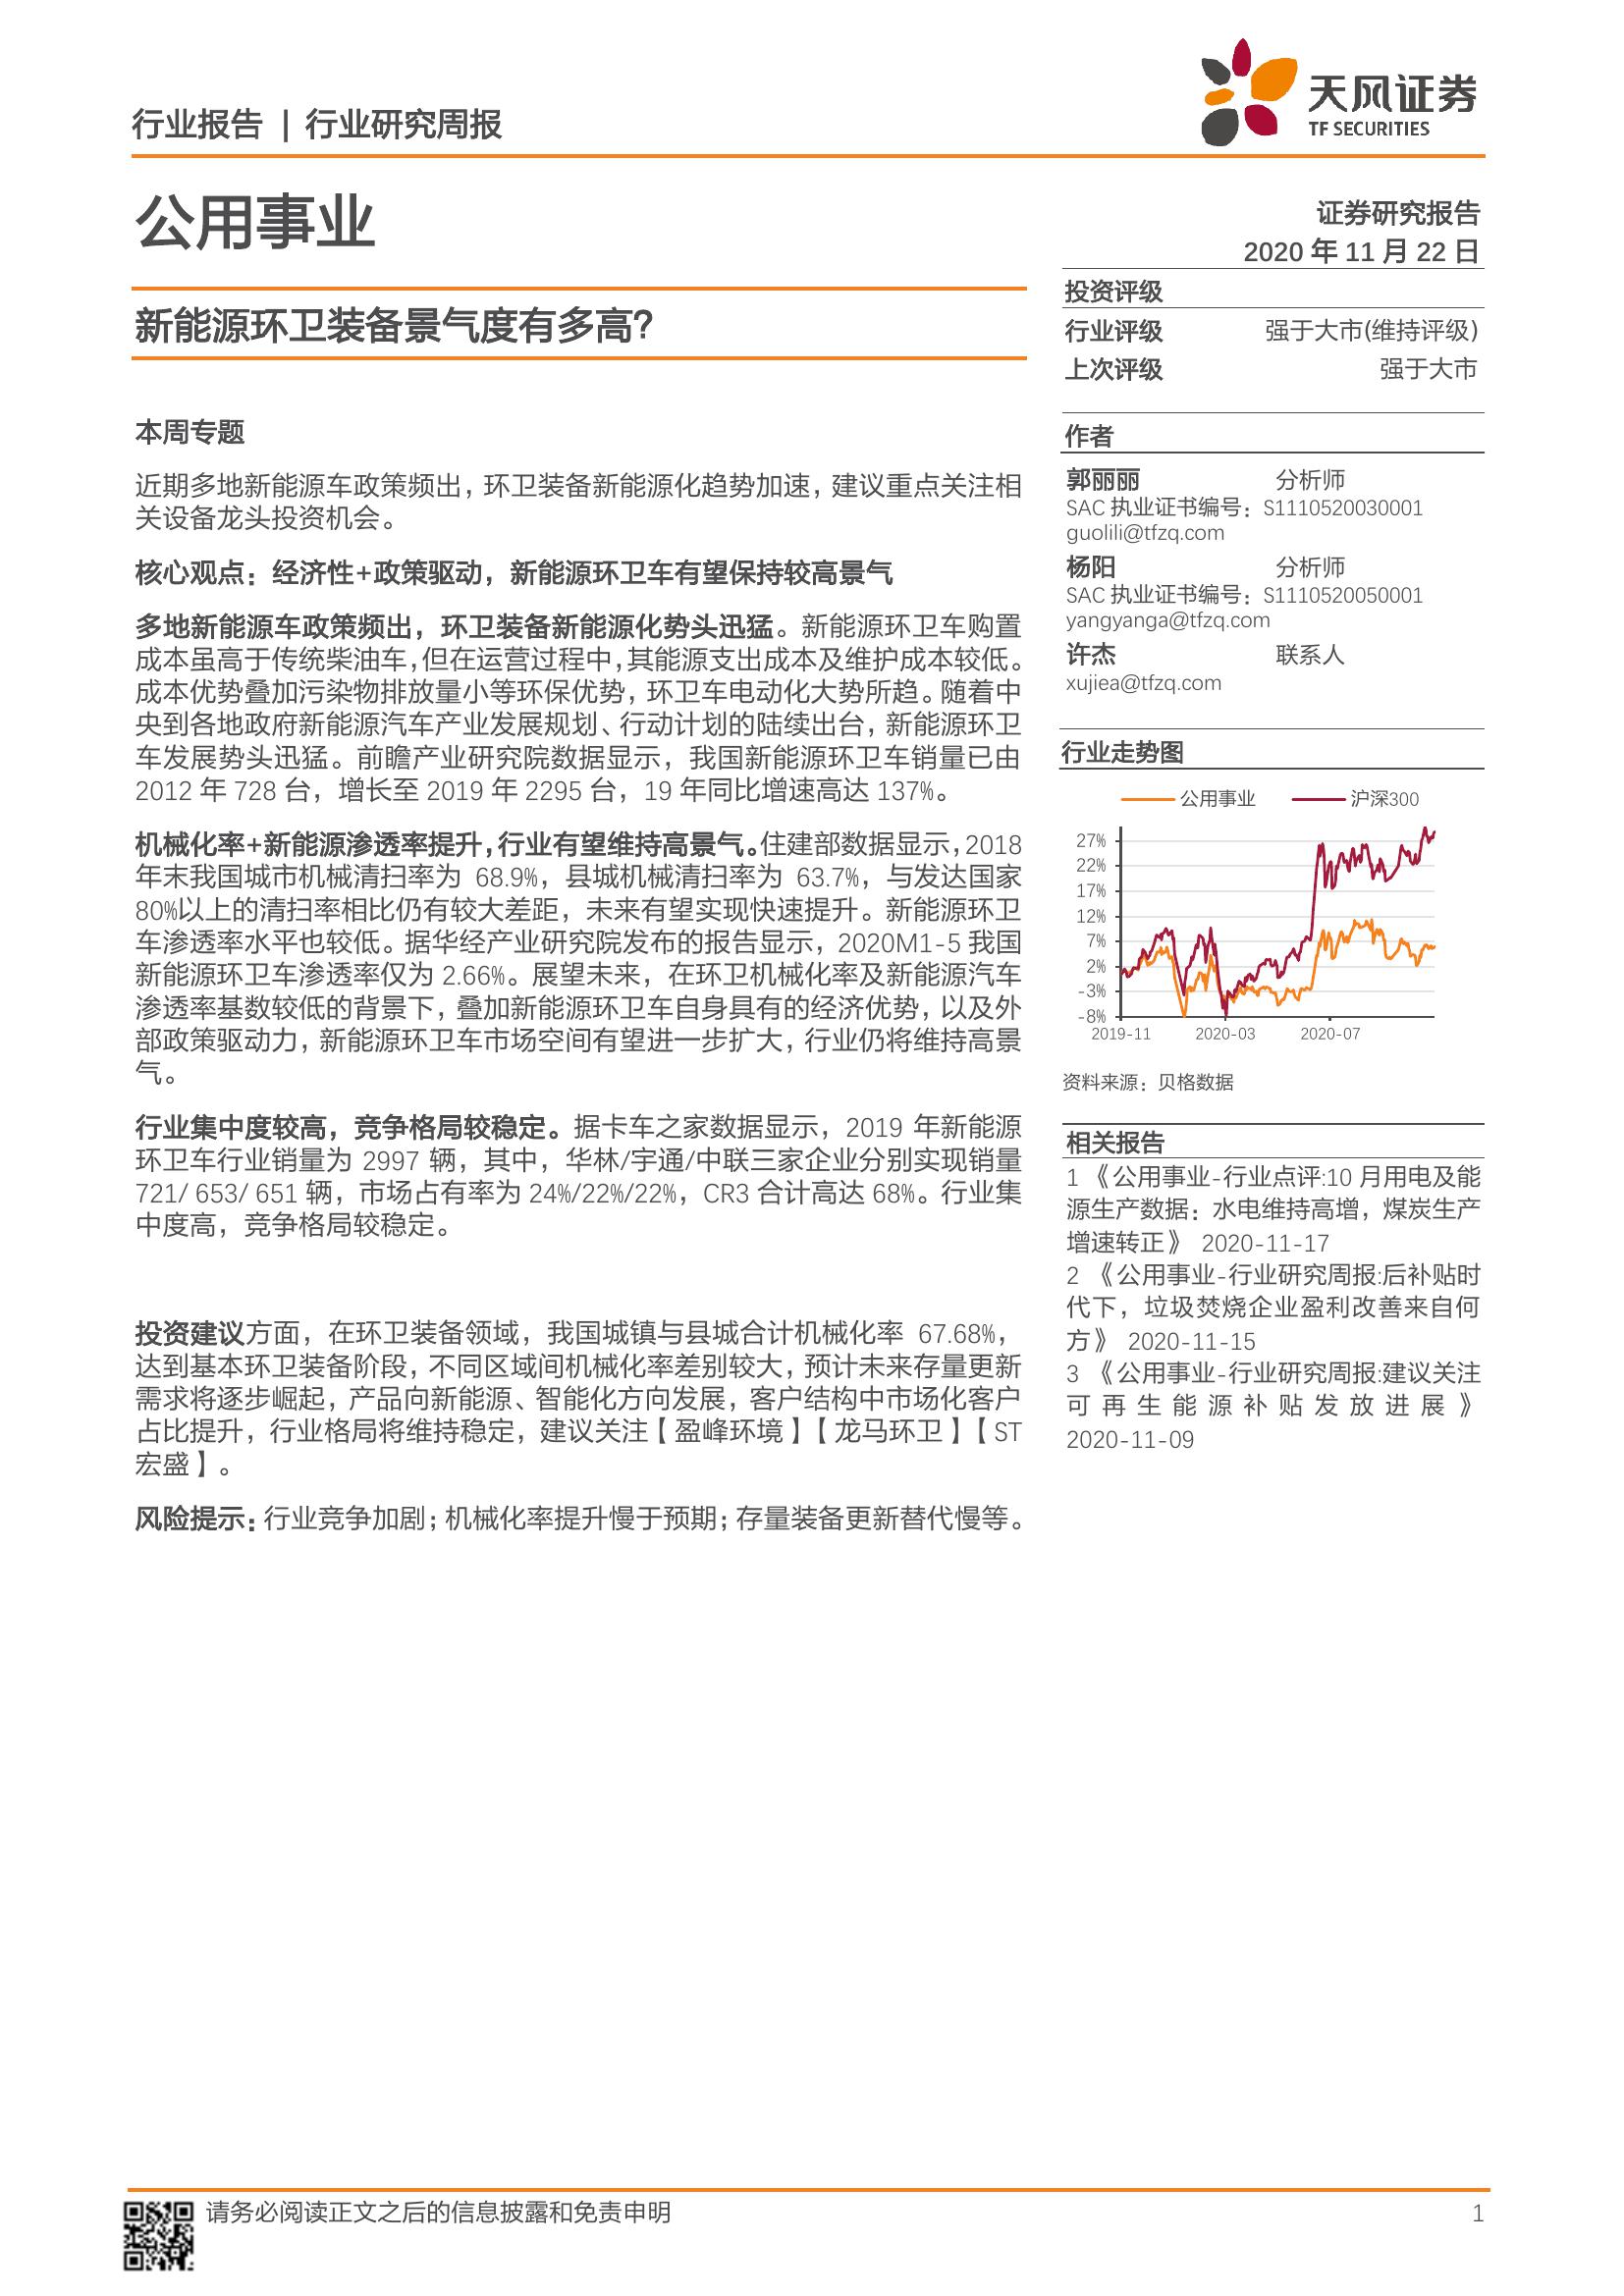 行业报告 | 行业研究周报
天风证券
TF SECURITIES
公用事业
证券研究报告
2020 年 11 月 22 日
新能源环卫装备景气度有多高？
投资评级
行业评级 强于大市(维持评级)
上次评级 强于大市
本周专题
近期多地新能源车政策频出，环卫装备新能源化趋势加速，建议重点关注相
关设备龙头投资机会。
核心观点：经济性+政策驱动，新能源环卫车有望保持较高景气
多地新能源车政策频出，环卫装备新能源化势头迅猛。新能源环卫车购置
成本虽高于传统柴油车，但在运营过程中，其能源支出成本及维护成本较低。
成本优势叠加污染物排放量小等环保优势，环卫车电动化大势所趋。随着中
央到各地政府新能源汽车产业发展规划、行动计划的陆续出台，新能源环卫
车发展势头迅猛。前瞻产业研究院数据显示，我国新能源环卫车销量已由
2012 年 728 台，增长至 2019 年 2295 台，19 年同比增速高达 137%。
机械化率+新能源渗透率提升，行业有望维持高景气。住建部数据显示，2018
年末我国城市机械清扫率为 68.9%，县城机械清扫率为 63.7%，与发达国家
80%以上的清扫率相比仍有较大差距，未来有望实现快速提升。新能源环卫
车渗透率水平也较低。据华经产业研究院发布的报告显示，2020M1-5 我国
新能源环卫车渗透率仅为 2.66%。展望未来，在环卫机械化率及新能源汽车
渗透率基数较低的背景下，叠加新能源环卫车自身具有的经济优势，以及外
部政策驱动力，新能源环卫车市场空间有望进一步扩大，行业仍将维持高景
气。
行业集中度较高，竞争格局较稳定。据卡车之家数据显示，2019 年新能源
环卫车行业销量为 2997 辆，其中，华林/宇通/中联三家企业分别实现销量
721/ 653/ 651 辆，市场占有率为 24%/22%/22%，CR3 合计高达 68%。行业集
中度高，竞争格局较稳定。
投资建议方面，在环卫装备领域，我国城镇与县城合计机械化率 67.68%，
达到基本环卫装备阶段，不同区域间机械化率差别较大，预计未来存量更新
需求将逐步崛起，产品向新能源、智能化方向发展，客户结构中市场化客户
占比提升，行业格局将维持稳定，建议关注【盈峰环境】【龙马环卫】【ST
宏盛】。
风险提示：行业竞争加剧；机械化率提升慢于预期；存量装备更新替代慢等。
作者
郭丽丽 分析师
SAC 执业证书编号：S1110520030001
guolili@tfzq.com
杨阳 分析师
SAC 执业证书编号：S1110520050001
yangyanga@tfzq.com
许杰 联系人
xujiea@tfzq.com
行业走势图
公用事业 沪深300
27%
22%
17%
12%
7%
2%
-3%
-8%
2019-11 2020-03 2020-07
资料来源：贝格数据
相关报告
1 《公用事业-行业点评:10 月用电及能
源生产数据：水电维持高增，煤炭生产
增速转正》 2020-11-17
2 《公用事业-行业研究周报:后补贴时
代下，垃圾焚烧企业盈利改善来自何
方》 2020-11-15
3 《公用事业-行业研究周报:建议关注
可再生能源补贴发放进展》
2020-11-09
请务必阅读正文之后的信息披露和免责申明 1